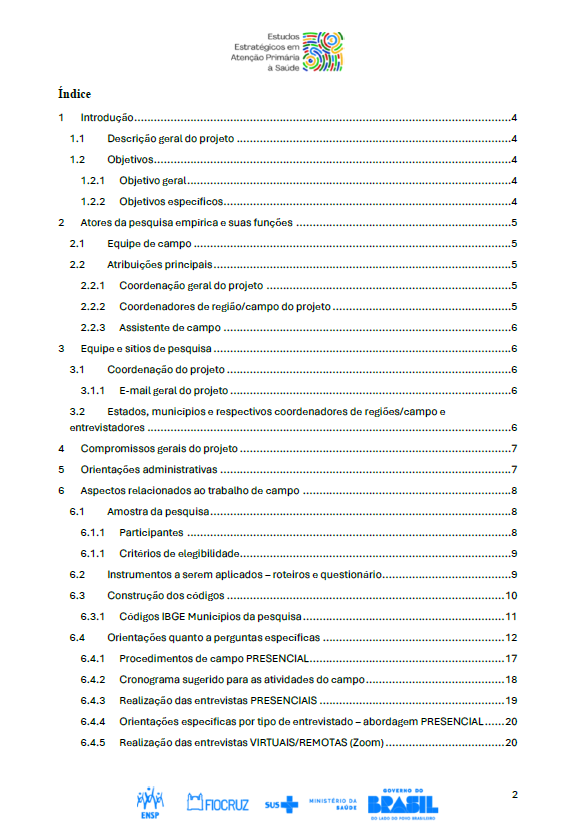 Estudos
Estratégicos em
Atenção Primária
à Saúde
Índice
1 Introdução 4
1.1 Descrição geral do projeto 4
1.2 Objetivos 4
1.2.1 Objetivo geral 4
1.2.2 Objetivos específicos 4
2 Atores da pesquisa empírica e suas funções 5
2.1 Equipe de campo 5
2.2 Atribuições principais 5
2.2.1 Coordenação geral do projeto 5
2.2.2 Coordenadores de região/campo do projeto 5
2.2.3 Assistente de campo 6
3 Equipe e sítios de pesquisa 6
3.1 Coordenação do projeto 6
3.1.1 E-mail geral do projeto 6
3.2 Estados, municípios e respectivos coordenadores de regiões/campo e
entrevistadores 6
4 Compromissos gerais do projeto 7
5 Orientações administrativas 7
6 Aspectos relacionados ao trabalho de campo 8
6.1 Amostra da pesquisa 8
6.1.1 Participantes 8
6.1.1 Critérios de elegibilidade 9
6.2 Instrumentos a serem aplicados – roteiros e questionário 9
6.3 Construção dos códigos 10
6.3.1 Códigos IBGE Municípios da pesquisa 11
6.4 Orientações quanto a perguntas específicas 12
6.4.1 Procedimentos de campo PRESENCIAL 17
6.4.2 Cronograma sugerido para as atividades do campo 18
6.4.3 Realização das entrevistas PRESENCIAIS 19
6.4.4 Orientações específicas por tipo de entrevistado – abordagem PRESENCIAL 20
6.4.5 Realização das entrevistas VIRTUAIS/REMOTAS (Zoom) 20
2
ENSP
FIOCRUZ
SUS
MINISTÉRIO DA
SAÚDE
GOVERNO DO
BRASIL
DO LADO DO POVO BRASILEIRO